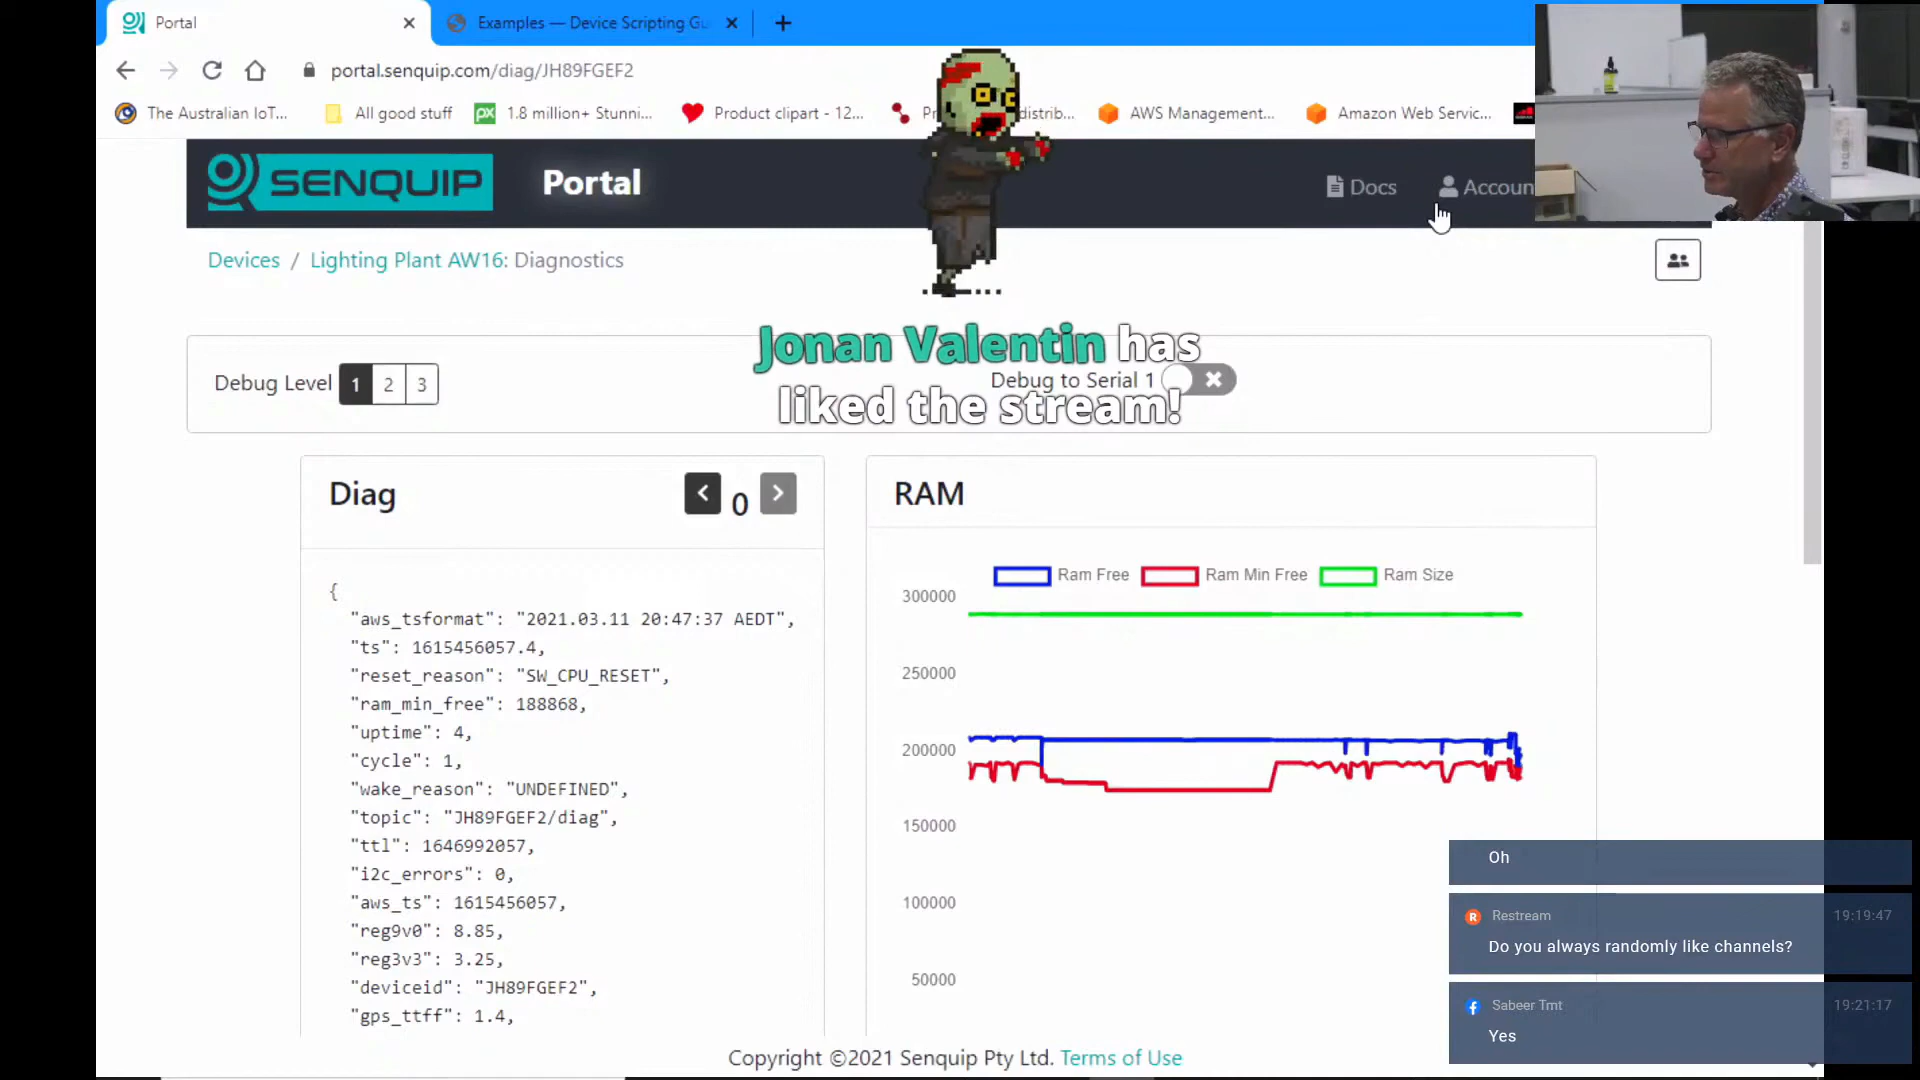 Portal
Examples — Device Scripting Gu
portal.senquip.com/diag/JH89FGEF2
The Australian IoT...
All good stuff
1.8 million+ Stunni...
Product clipart - 12...
distrib...
AWS Management...
Amazon Web Servic...
SENQUIP
Portal
Docs
Accoun
Devices / Lighting Plant AW16: Diagnostics
Jonan Valentin has
liked the stream!
Debug Level 1 2 3
Debug to Serial 1
Diag
0
RAM
Ram Free Ram Min Free Ram Size
300000
250000
200000
150000
100000
50000
{
"aws_tsformat": "2021.03.11 20:47:37 AEDT",
"ts": 1615456057.4,
"reset_reason": "SW_CPU_RESET",
"ram_min_free": 188868,
"uptime": 4,
"cycle": 1,
"wake_reason": "UNDEFINED",
"topic": "JH89FGEF2/diag",
"ttl": 1646992057,
"i2c_errors": 0,
"aws_ts": 1615456057,
"reg9v0": 8.85,
"reg3v3": 3.25,
"deviceid": "JH89FGEF2",
"gps_ttff": 1.4,
Oh
Restream 19:19:47
Do you always randomly like channels?
Sabeer Tmt 19:21:17
Yes
Copyright ©2021 Senquip Pty Ltd. Terms of Use